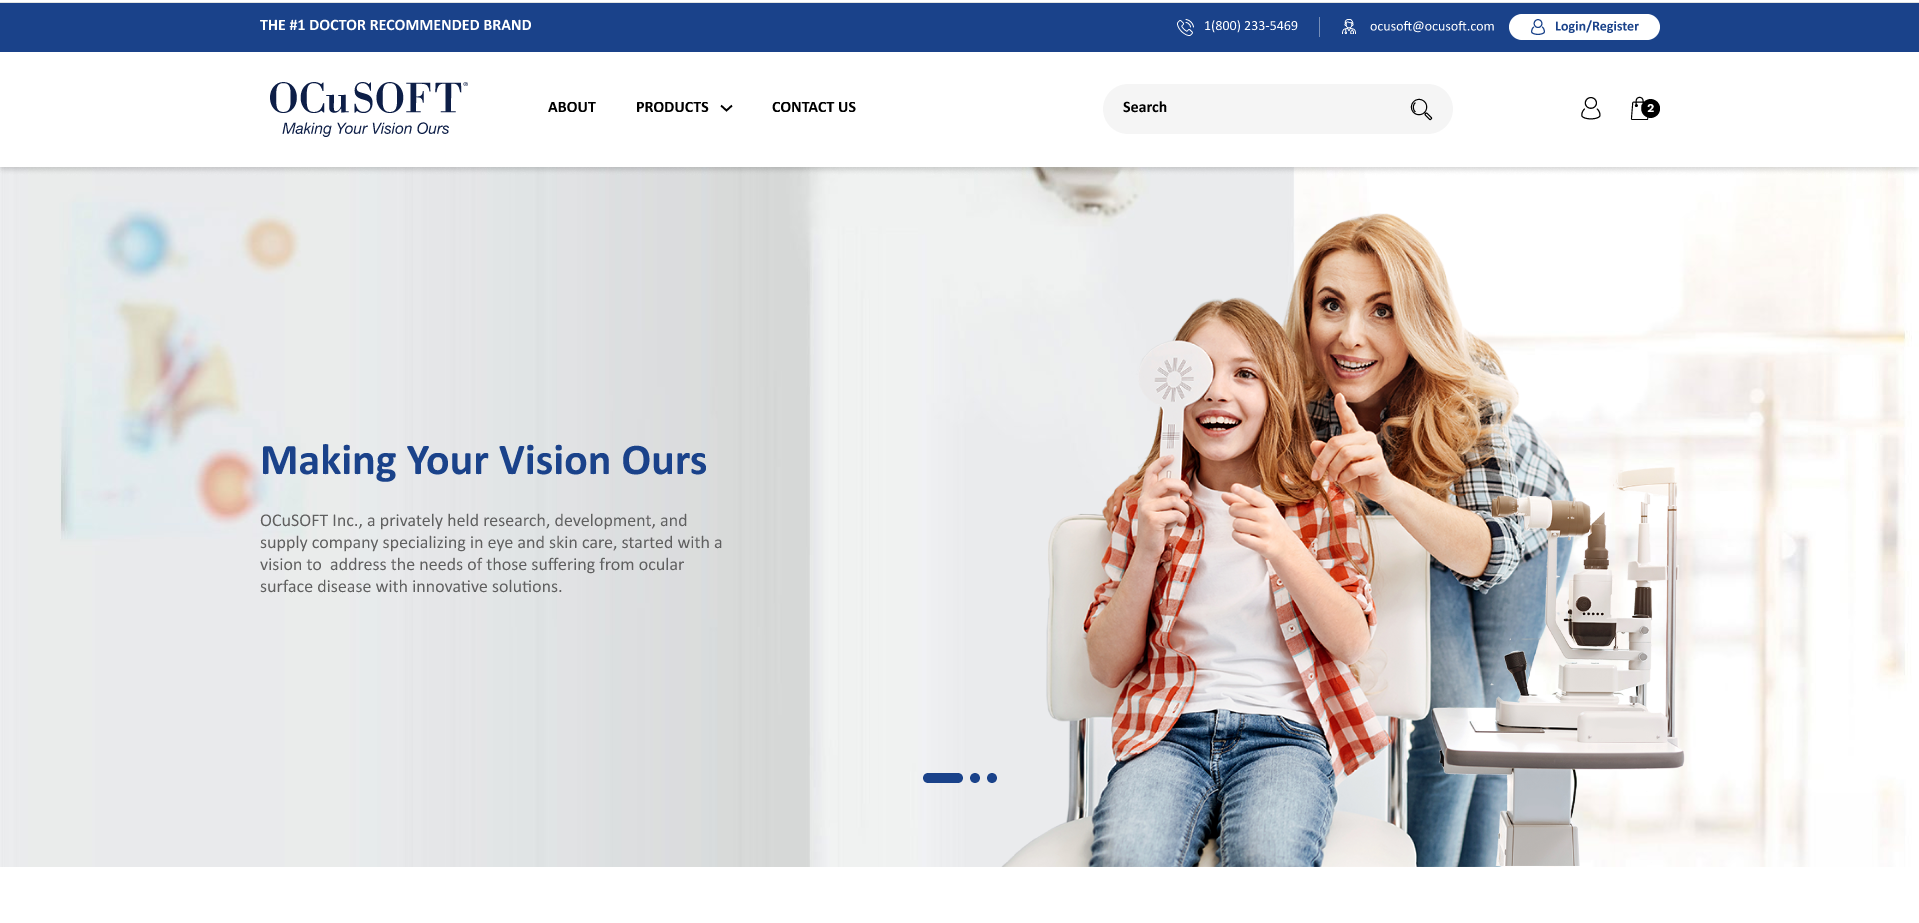 THE #1 DOCTOR RECOMMENDED BRAND
1(800) 233-5469
ocusoft@ocusoft.com
Login/Register
OCuSOFT®
Making Your Vision Ours
ABOUT
PRODUCTS
CONTACT US
Search
2
Making Your Vision Ours
OCuSOFT Inc., a privately held research, development, and
supply company specializing in eye and skin care, started with a
vision to address the needs of those suffering from ocular
surface disease with innovative solutions.